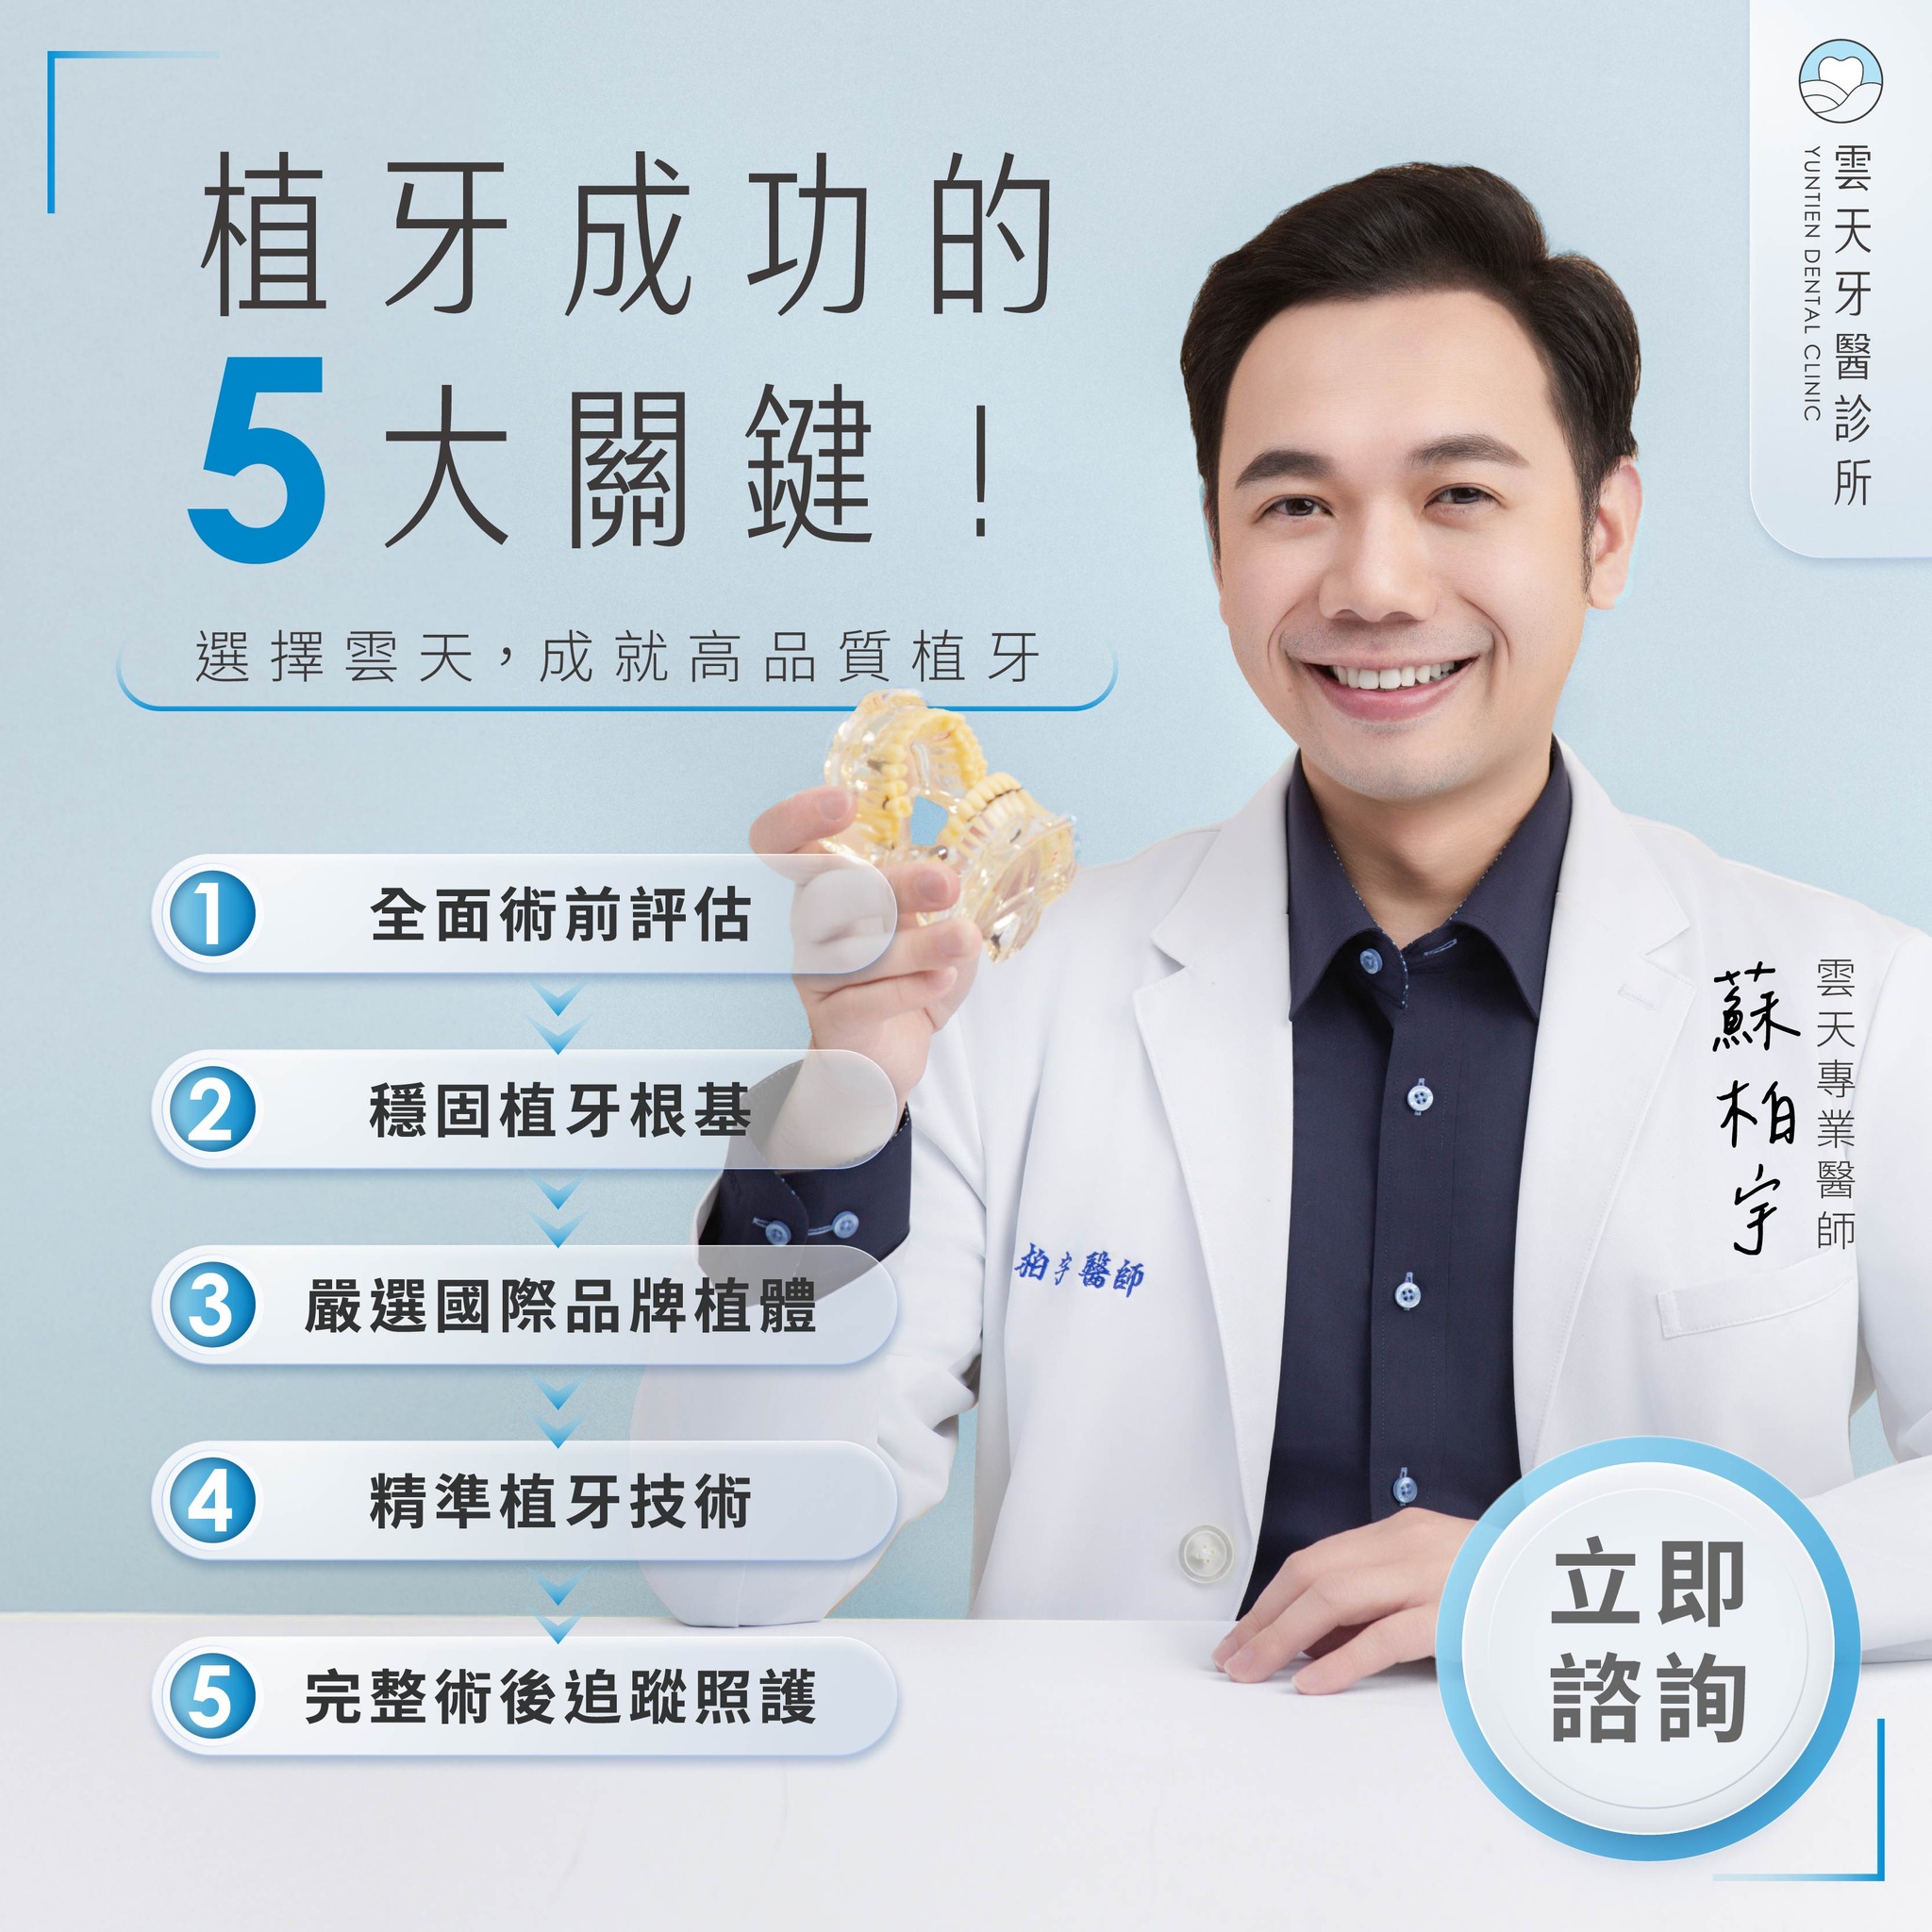 植牙成功的
5大關鍵！
選擇雲天，成就高品質植牙
1 全面術前評估
2 穩固植牙根基
3 嚴選國際品牌植體
4 精準植牙技術
5 完整術後追蹤照護
雲天牙醫診所
YUNTIEN DENTAL CLINIC
雲天專業醫師
蘇柏宇
柏宇醫師
立即
諮詢